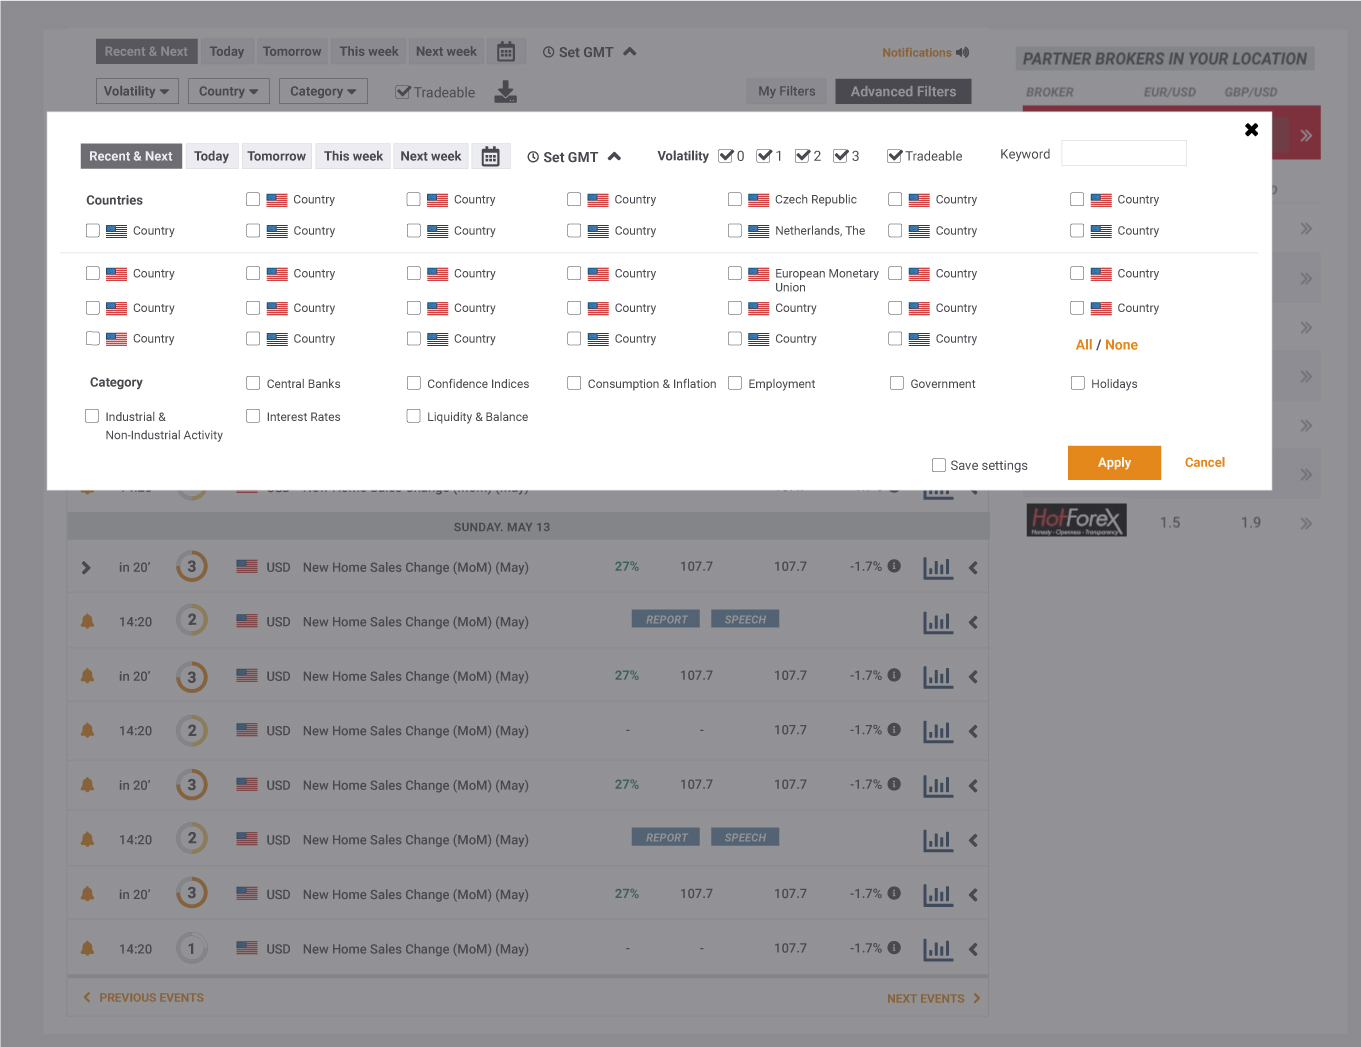 Recent & Next Today Tomorrow This week Next week Set GMT Notifications
PARTNER BROKERS IN YOUR LOCATION
Volatility Country Category Tradeable My Filters Advanced Filters
BROKER EUR/USD GBP/USD
Recent & Next Today Tomorrow This week Next week Set GMT Volatility 0 1 2 3 Tradeable Keyword
Countries Country Country Country Czech Republic Country Country
Country Country Country Country Netherlands, The Country Country
Country Country Country Country European Monetary Union Country Country
Country Country Country Country Country Country Country
Country Country Country Country Country Country
All / None
Category Central Banks Confidence Indices Consumption & Inflation Employment Government Holidays
Industrial & Interest Rates Liquidity & Balance
Non-Industrial Activity
Save settings Apply Cancel
HotForex 1.5 1.9
Honesty - Openness - Transparency
SUNDAY. MAY 13
in 20' 3 USD New Home Sales Change (MoM) (May) 27% 107.7 107.7 -1.7%
14:20 2 USD New Home Sales Change (MoM) (May) REPORT SPEECH
in 20' 3 USD New Home Sales Change (MoM) (May) 27% 107.7 107.7 -1.7%
14:20 2 USD New Home Sales Change (MoM) (May) - - 107.7 -1.7%
in 20' 3 USD New Home Sales Change (MoM) (May) 27% 107.7 107.7 -1.7%
14:20 2 USD New Home Sales Change (MoM) (May) REPORT SPEECH
in 20' 3 USD New Home Sales Change (MoM) (May) 27% 107.7 107.7 -1.7%
14:20 1 USD New Home Sales Change (MoM) (May) - - 107.7 -1.7%
PREVIOUS EVENTS NEXT EVENTS